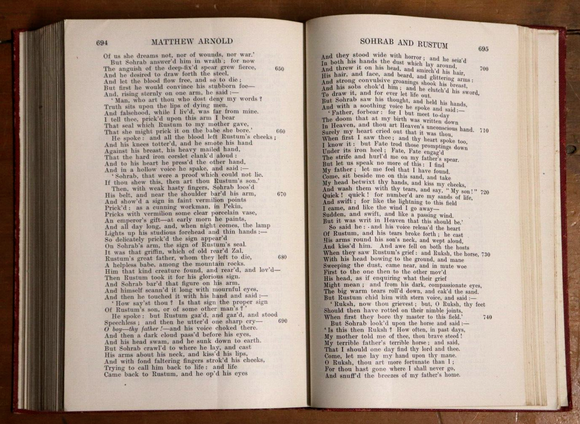 694 MATTHEW ARNOLD
Of us she dreams not, nor of wounds, nor war.'
But Sohrab answer'd him in wrath; for now
The anguish of the deep-fix'd spear grew fierce, 650
And he desired to draw forth the steel,
And let the blood flow free, and so to die;
But first he would convince his stubborn foe—
And, rising sternly on one arm, he said:—
'Man, who art thou who dost deny my words?
Truth sits upon the lips of dying men,
And falsehood, while I liv'd, was far from mine.
I tell thee, prick'd upon this arm I bear
That seal which Rustum to my mother gave,
That she might prick it on the babe she bore.' 660
He spoke: and all the blood left Rustum's cheeks;
And his knees totter'd, and he smote his hand
Against his breast, his heavy mailed hand,
That the hard iron corslet clank'd aloud:
And to his heart he press'd the other hand,
And in a hollow voice he spake, and said:—
'Sohrab, that were a proof which could not lie.
If thou shew this, then art thou Rustum's son.'
Then, with weak hasty fingers, Sohrab loos'd
His belt, and near the shoulder bar'd his arm, 670
And shew'd a sign in faint vermilion points
Prick'd: as a cunning workman, in Pekin,
Pricks with vermilion some clear porcelain vase,
An emperor's gift—at early morn he paints,
And all day long, and, when night comes, the lamp
Lights up his studious forehead and thin hands:—
So delicately prick'd the sign appear'd
On Sohrab's arm, the sign of Rustum's seal.
It was that griffin, which of old rear'd Zal,
Rustum's great father, whom they left to die, 680
A helpless babe, among the mountain rocks.
Him that kind creature found, and rear'd, and lov'd—
Then Rustum took it for his glorious sign.
And Sohrab bar'd that figure on his arm,
And himself scann'd it long with mournful eyes,
And then he touch'd it with his hand and said:—
'How say'st thou? Is that sign the proper sign
Of Rustum's son, or of some other man's?'
He spoke: but Rustum gaz'd, and gaz'd, and stood
Speechless; and then he utter'd one sharp cry— 690
O boy—thy father!—and his voice choked there.
And then a dark cloud pass'd before his eyes,
And his head swam, and he sunk down to earth.
But Sohrab crawl'd to where he lay, and cast
His arms about his neck, and kiss'd his lips,
And with fond faltering fingers strok'd his cheeks,
Trying to call him back to life: and life
Came back to Rustum, and he op'd his eyes
SOHRAB AND RUSTUM 695
And they stood wide with horror; and he seiz'd
In both his hands the dust which lay around, 700
And threw it on his head, and smirch'd his hair,
His hair, and face, and beard, and glittering arms:
And strong convulsive groanings shook his breast,
And his sobs chok'd him; and he clutch'd his sword,
To draw it, and for ever let life out.
But Sohrab saw his thought, and held his hands,
And with a soothing voice he spoke and said:—
'Father, forbear: for I but meet to-day
The doom that at my birth was written down
In Heaven, and thou art Heaven's unconscious hand. 710
Surely my heart cried out that it was thou,
When first I saw thee; and thy heart spoke too,
I know it: but Fate trod those promptings down
Under its iron heel; Fate, Fate engag'd
The strife and hurl'd me on my father's spear.
But let us speak no more of this: I find
My father; let me feel that I have found.
Come, sit beside me on this sand, and take
My head betwixt thy hands, and kiss my cheeks,
And wash them with thy tears, and say, "My son!" 720
Quick! quick! for number'd are my sands of life,
And swift; for like the lightning to this field
I came, and like the wind I go away—
Sudden, and swift, and like a passing wind.
But it was writ in Heaven that this should be.'
So said he: and his voice releas'd the heart
Of Rustum, and his tears broke forth; he cast
His arms round his son's neck, and wept aloud,
And kiss'd him. And awe fell on both the hosts
When they saw Rustum's grief: and Ruksh, the horse, 730
With his head bowing to the ground, and mane
Sweeping the dust, came near, and in mute woe
First to the one then to the other mov'd
His head, as if enquiring what their grief
Might mean; and from his dark, compassionate eyes,
The big warm tears roll'd down, and cak'd the sand.
But Rustum chid him with stern voice, and said:—
'Ruksh, now thou grievest; but, O Ruksh, thy feet
Should then have rotted on their nimble joints,
When first they bore thy master to this field.' 740
But Sohrab look'd upon the horse and said:—
'Is this then Ruksh? How often, in past days,
My mother told me of thee, thou brave steed!
My terrible father's terrible horse; and said,
That I should one day find thy lord and thee.
Come, let me lay my hand upon thy mane.
O Ruksh, thou art more fortunate than I;
For thou hast gone where I shall never go,
And snuff'd the breezes of my father's home.